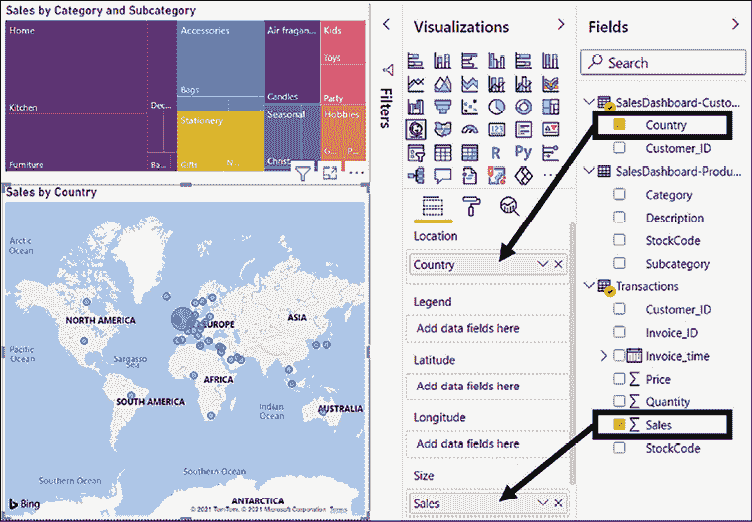 Sales by Category and Subcategory
Home
Kitchen
Furniture
Dec...
Ba...
Accessories
Bags
Stationery
Gifts
N...
Air fragan...
Candles
Seasonal
Christ...
Kids
Toys
Party
Hobbies
G...
P...
Sales by Country
Arctic
Ocean
NORTH AMERICA
EUROPE
ASIA
Pacific
Ocean
Sargasso
Sea
AFRICA
SOUTH AMERICA
Indian
Ocean
AUSTRALIA
Southern Ocean
Southern Ocean
ANTARCTICA
Bing
© 2021 TomTom, © 2021 Microsoft Corporation Terms
Filters
Visualizations
123
R
Py
Location
Country
Legend
Add data fields here
Latitude
Add data fields here
Longitude
Add data fields here
Size
Sales
Fields
Search
SalesDashboard-Custo...
Country
Customer_ID
SalesDashboard-Produ...
Category
Description
StockCode
Subcategory
Transactions
Customer_ID
Invoice_ID
Invoice_time
Price
Quantity
Sales
StockCode